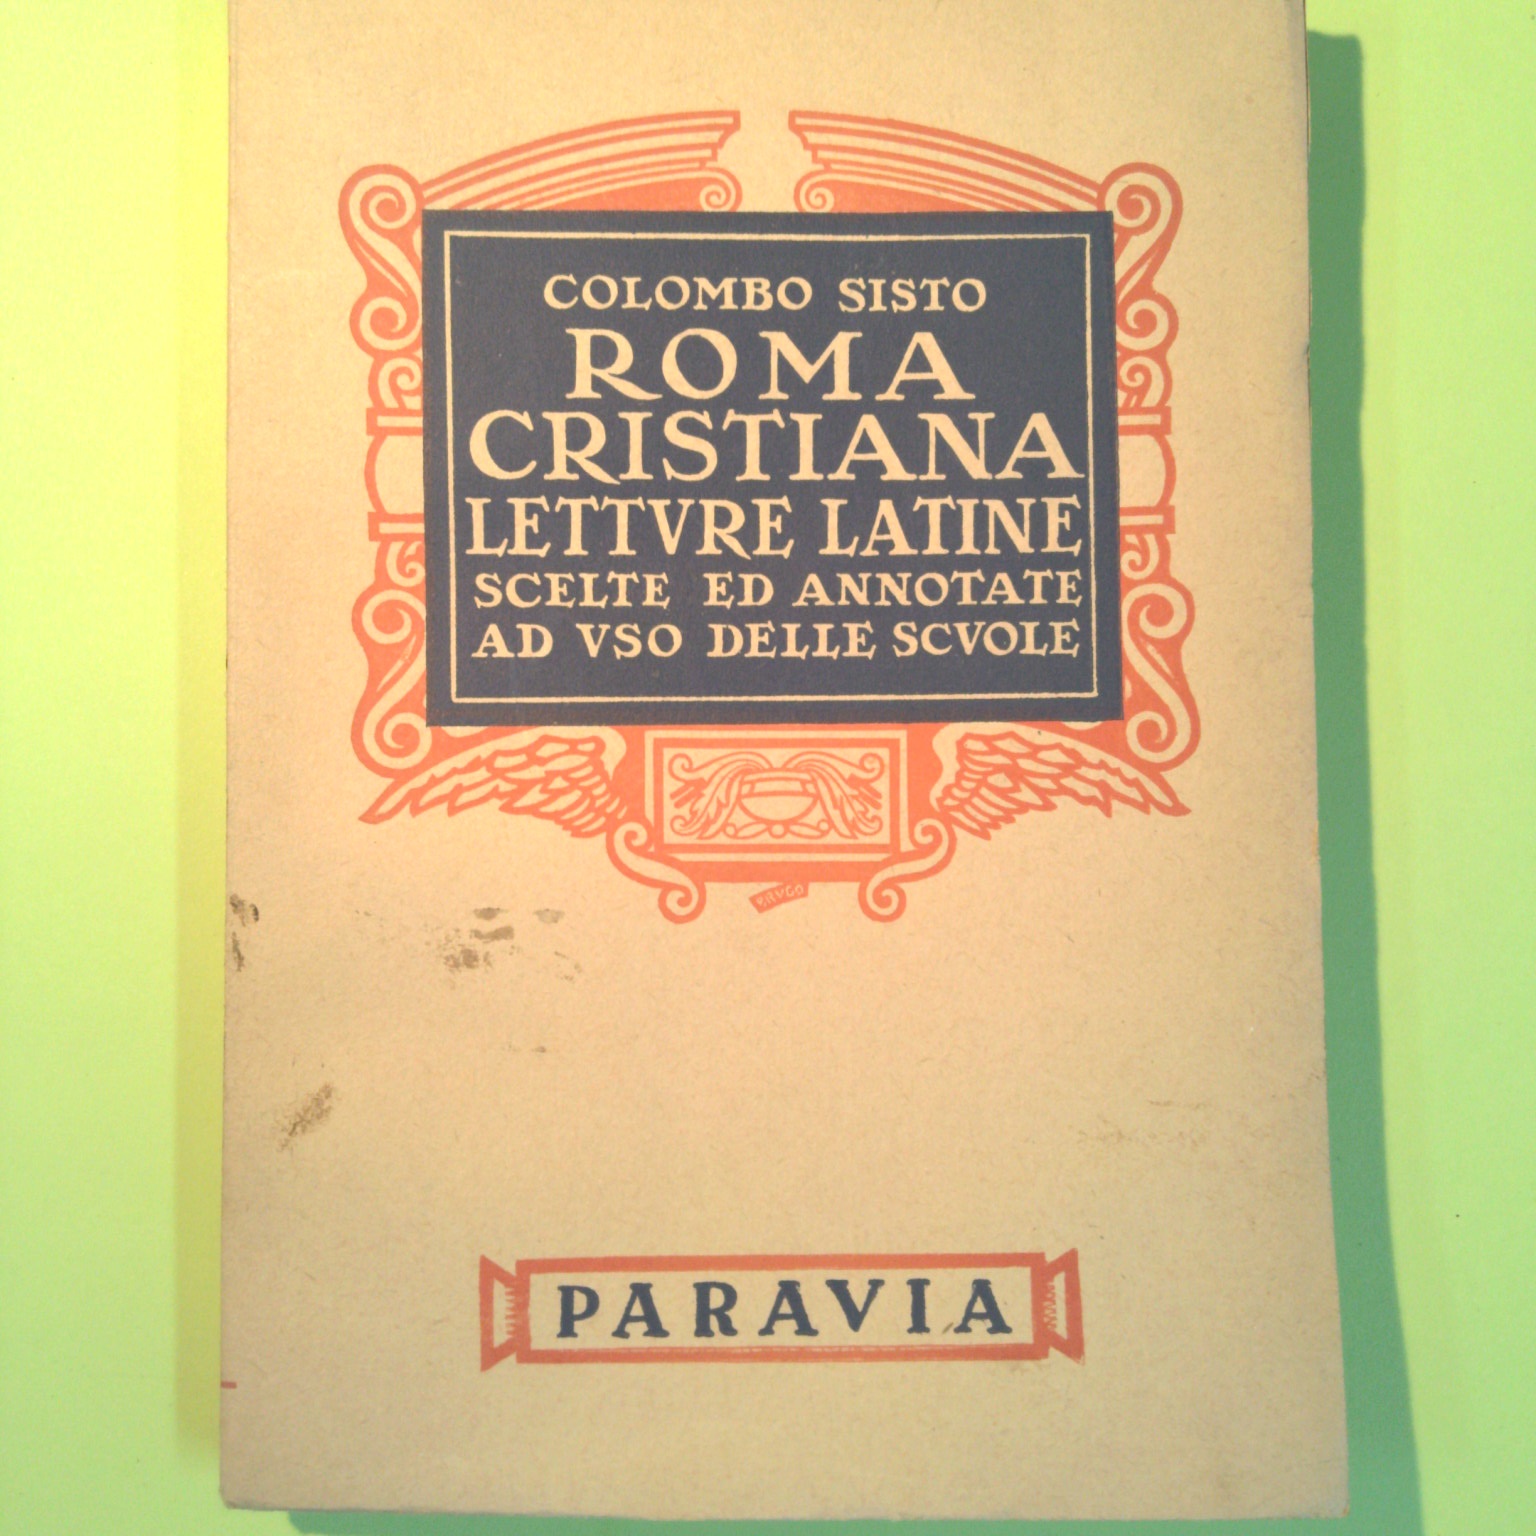 COLOMBO SISTO
ROMA
CRISTIANA
LETTVRE LATINE
SCELTE ED ANNOTATE
AD VSO DELLE SCVOLE
PARAVIA